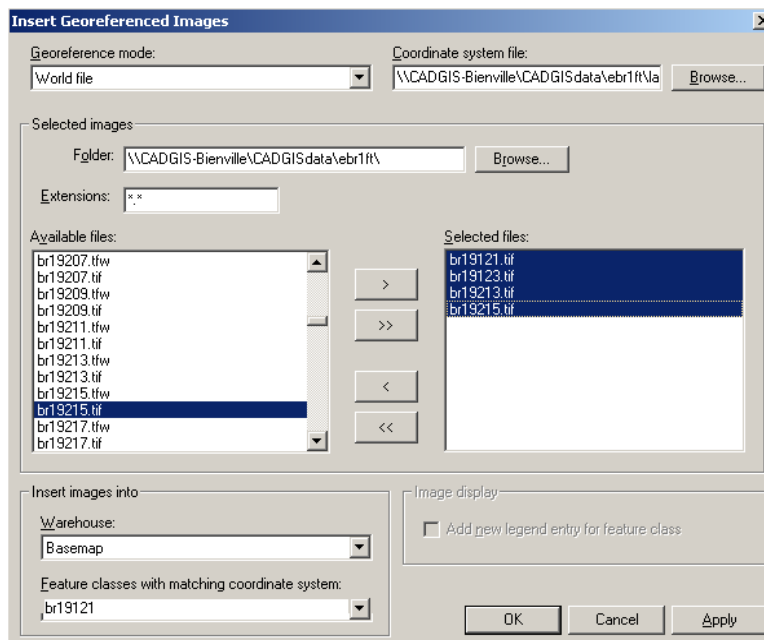 Insert Georeferenced Images
Georeference mode:
World file
Coordinate system file:
\\CADGIS-Bienville\CADGISdata\ebr1ft\la
Browse...
Selected images
Folder:
\\CADGIS-Bienville\CADGISdata\ebr1ft\
Browse...
Extensions:
*.*
Available files:
br19207.tfw
br19207.tif
br19209.tfw
br19209.tif
br19211.tfw
br19211.tif
br19213.tfw
br19213.tif
br19215.tfw
br19215.tif
br19217.tfw
br19217.tif
>
>>
<
<<
Selected files:
br19121.tif
br19123.tif
br19213.tif
br19215.tif
Insert images into
Warehouse:
Basemap
Feature classes with matching coordinate system:
br19121
Image display
Add new legend entry for feature class
OK
Cancel
Apply